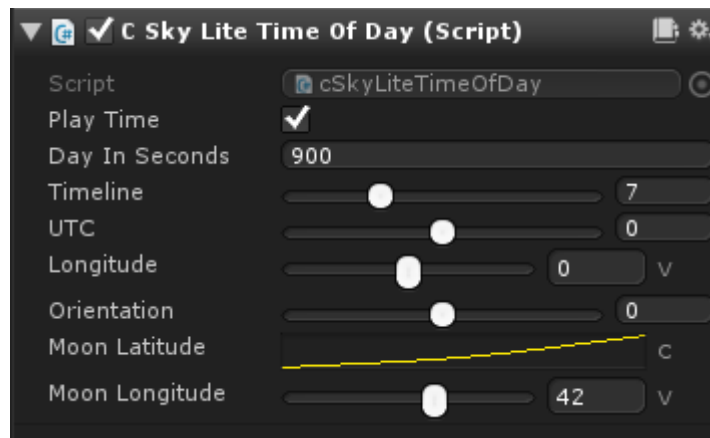 C Sky Lite Time Of Day (Script)
Script cSkyLiteTimeOfDay
Play Time
Day In Seconds 900
Timeline 7
UTC 0
Longitude 0 V
Orientation 0
Moon Latitude C
Moon Longitude 42 V